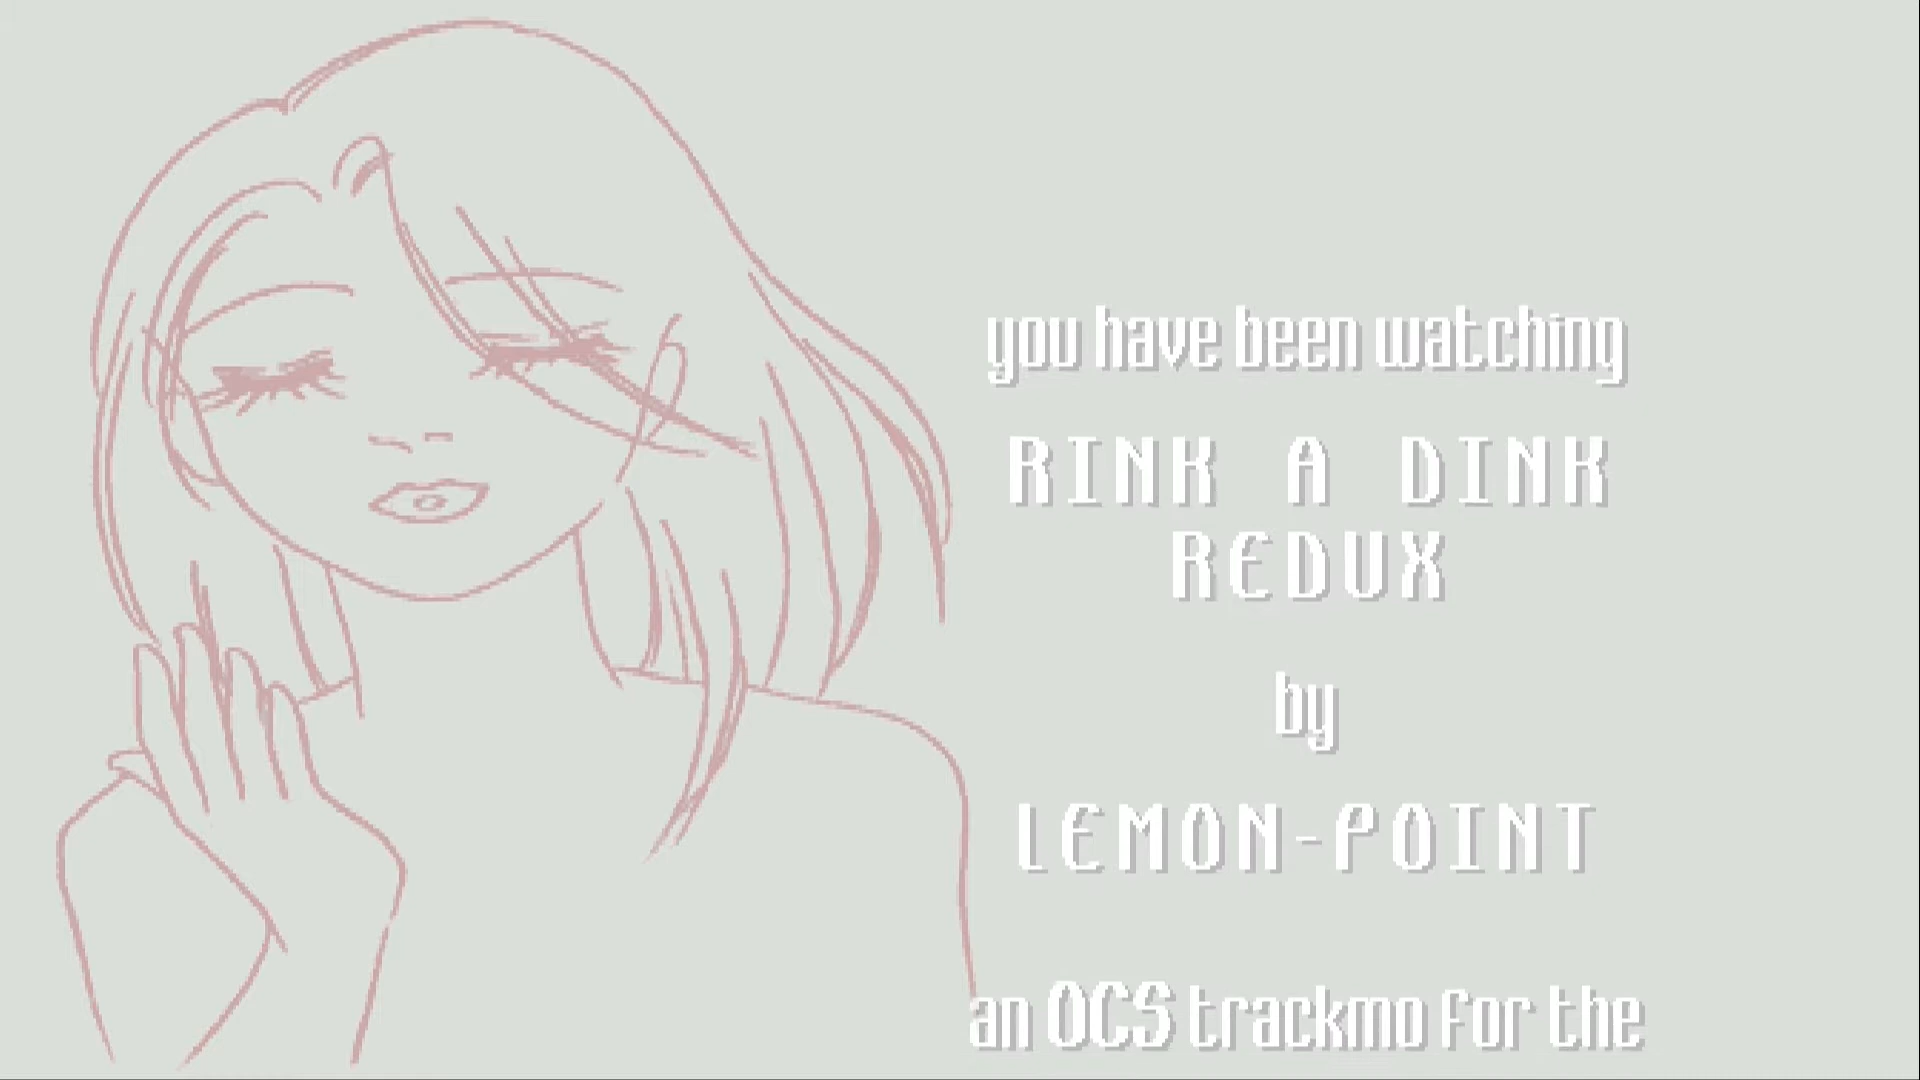 you have been watching
RINK A DINK
REDUX
by
LEMON-POINT
an OCS trackmo for the